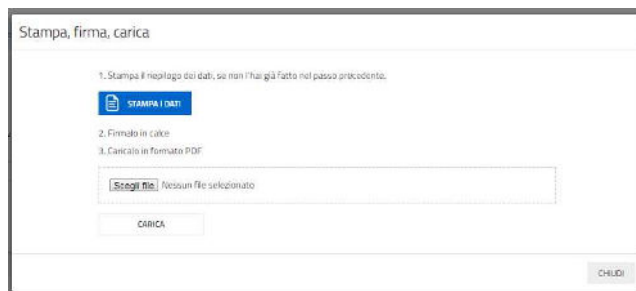 Stampa, firma, carica
1. Stampa il riepilogo dei dati, se non l'hai già fatto nel passo precedente.
STAMPA I DATI
2. Firmalo in calce
3. Caricalo in formato PDF
Scegli file Nessun file selezionato
CARICA
CHIUDI